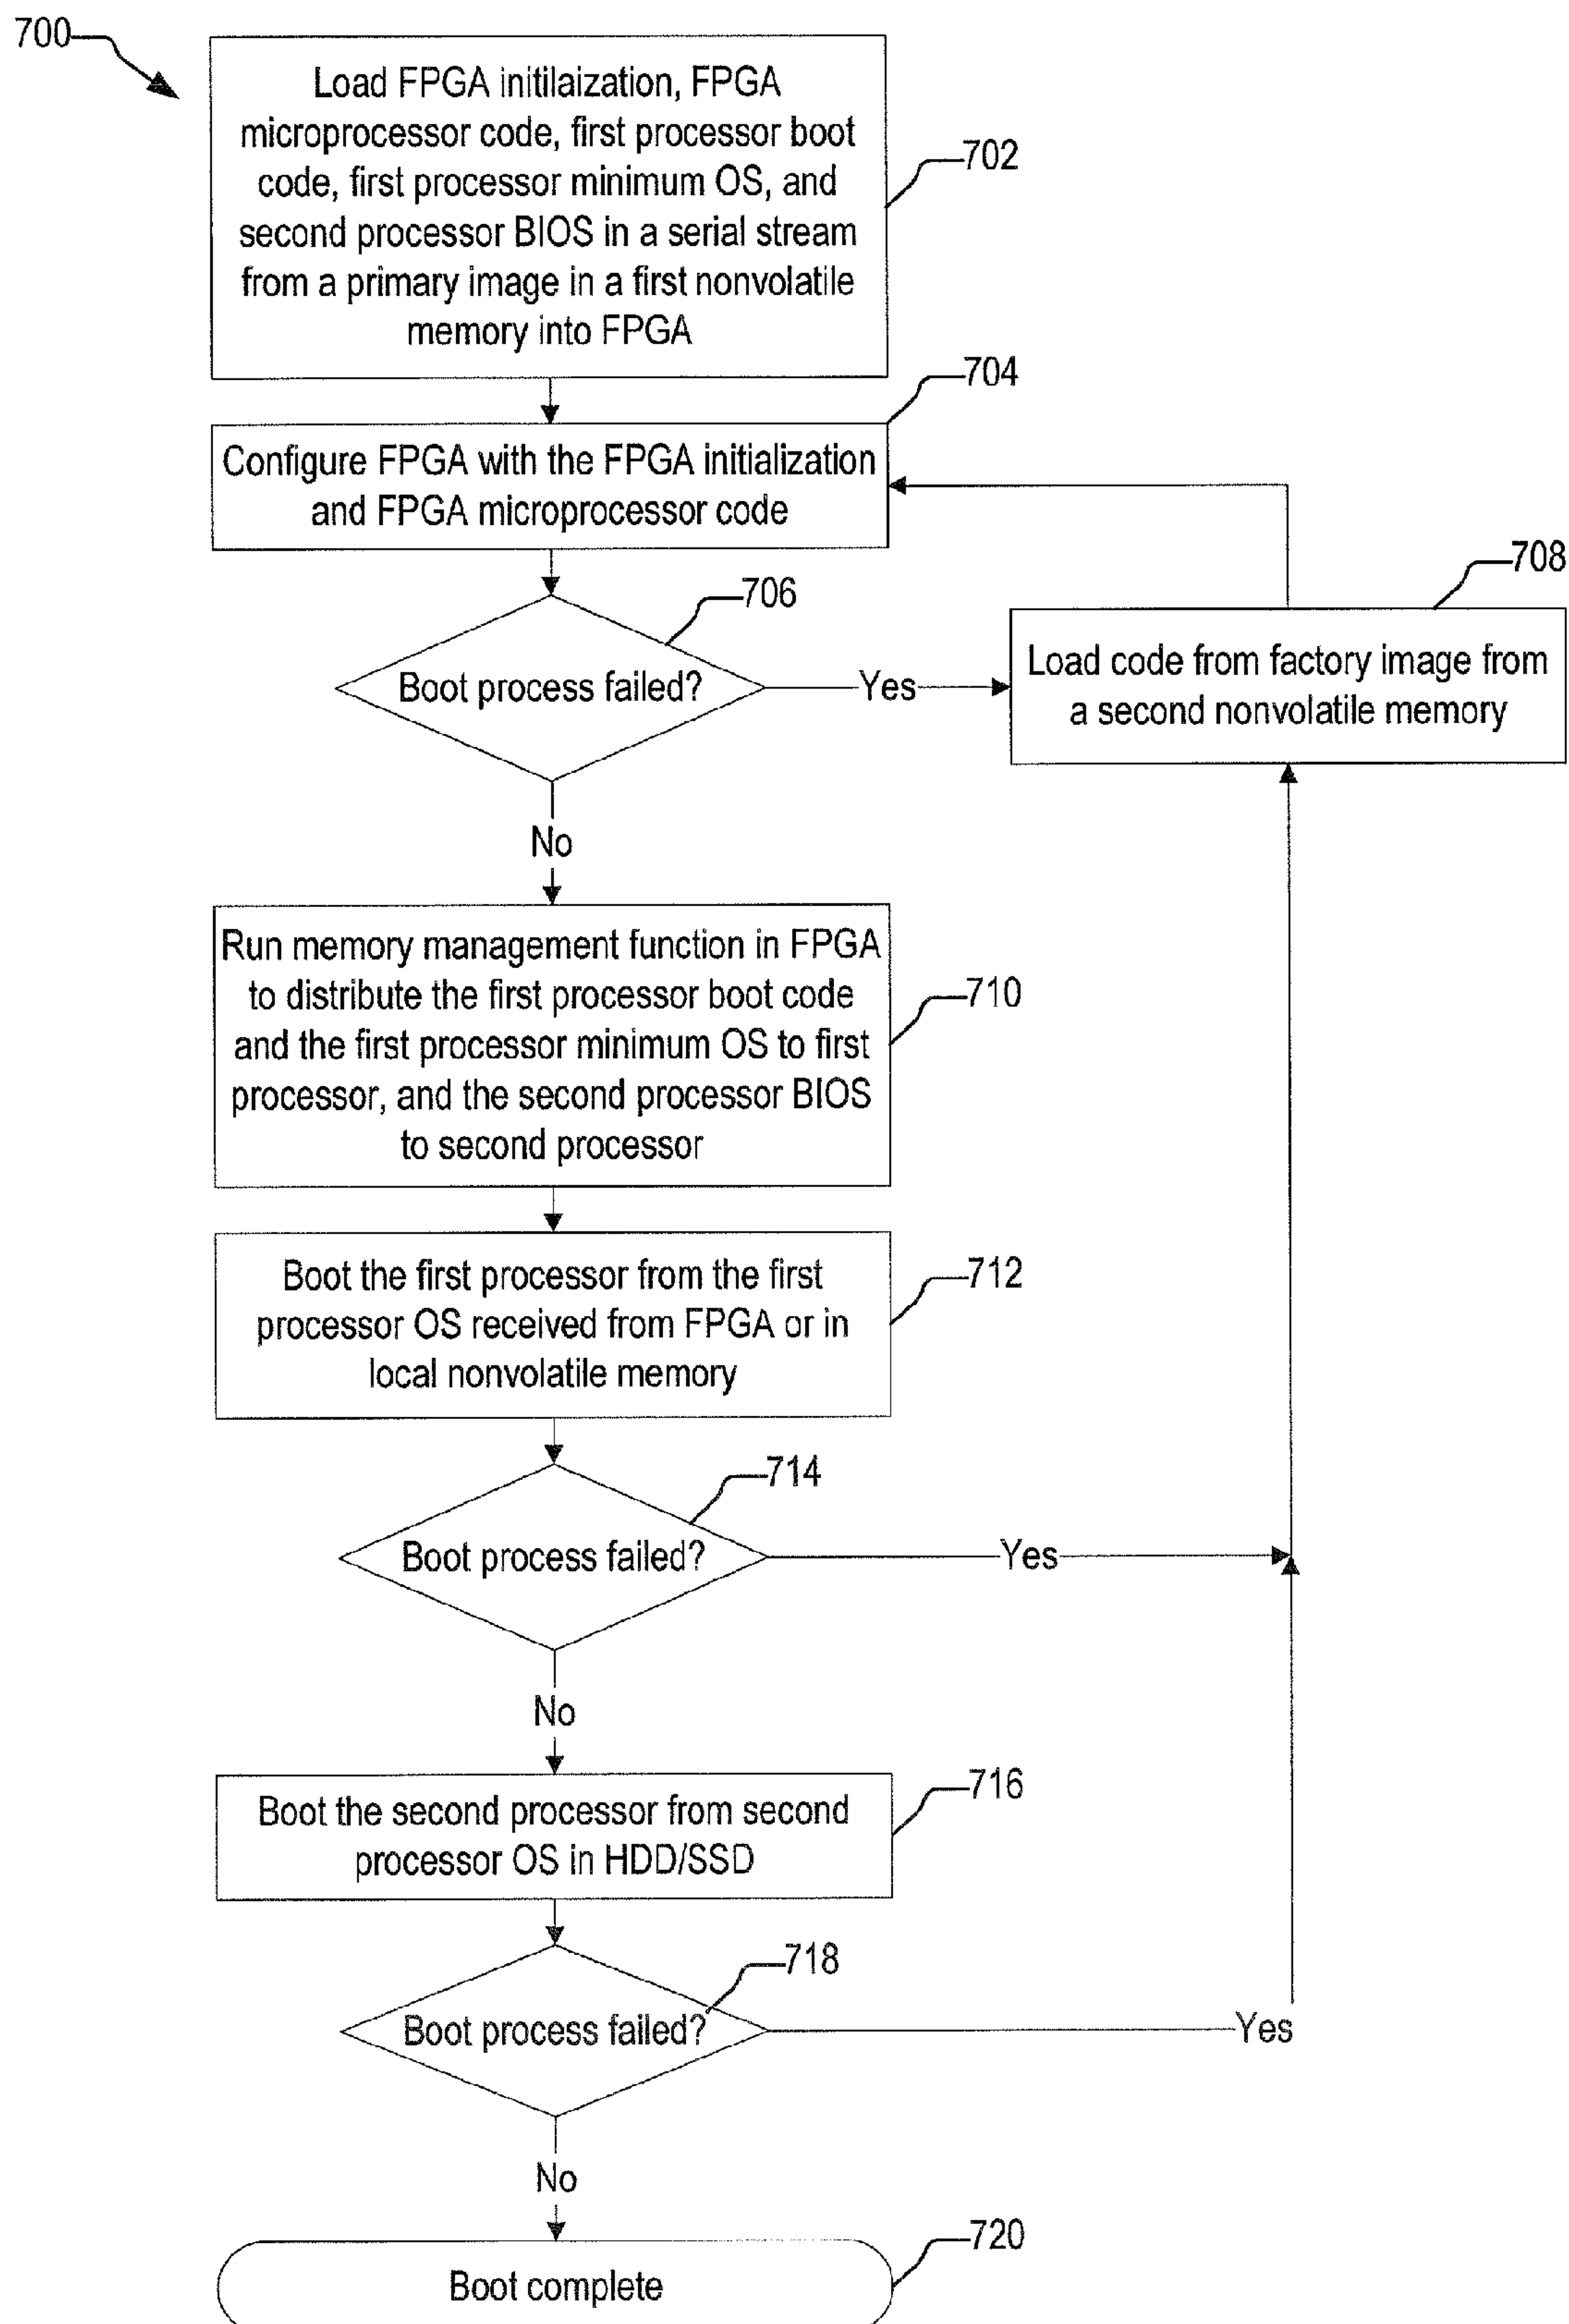 700
Load FPGA initilaization, FPGA
microprocessor code, first processor boot
code, first processor minimum OS, and
second processor BIOS in a serial stream
from a primary image in a first nonvolatile
memory into FPGA
702
704
Configure FPGA with the FPGA initialization
and FPGA microprocessor code
706
Boot process failed?
Yes
708
Load code from factory image from
a second nonvolatile memory
No
Run memory management function in FPGA
to distribute the first processor boot code
and the first processor minimum OS to first
processor, and the second processor BIOS
to second processor
710
Boot the first processor from the first
processor OS received from FPGA or in
local nonvolatile memory
712
714
Boot process failed?
Yes
No
Boot the second processor from second
processor OS in HDD/SSD
716
718
Boot process failed?
Yes
No
720
Boot complete